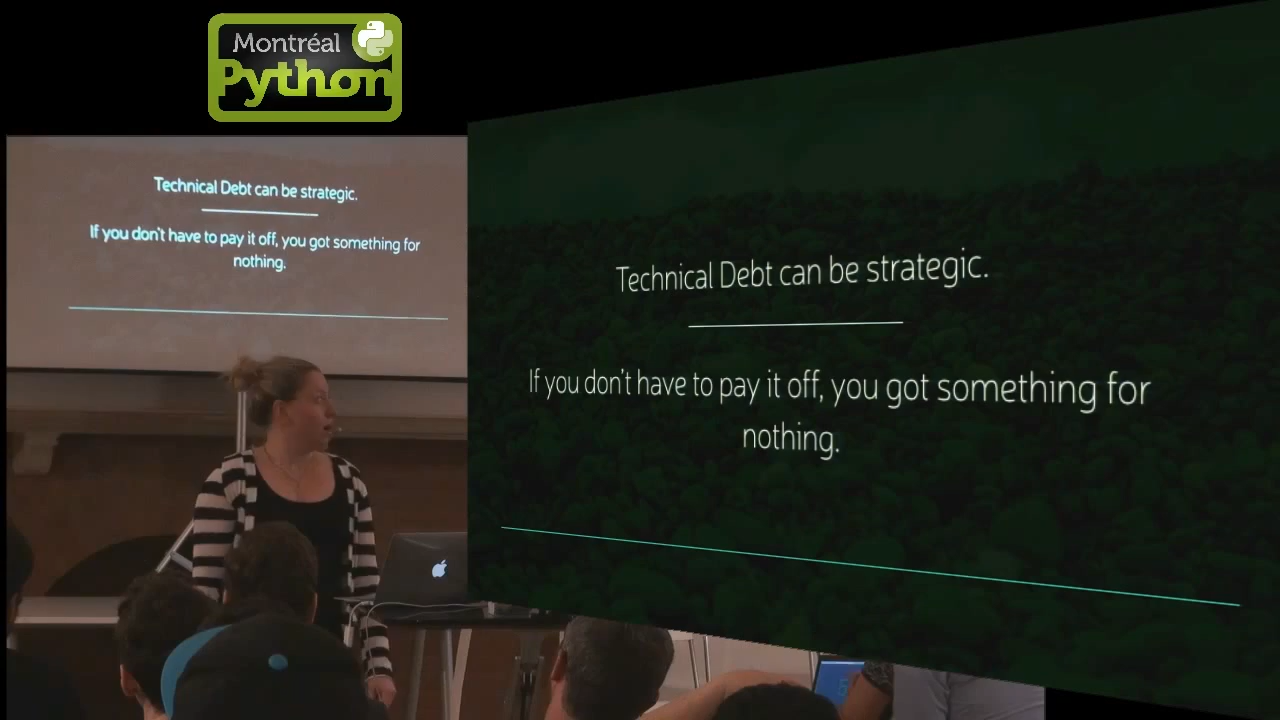 Montréal
Python
Technical Debt can be strategic.
If you don't have to pay it off, you got something for
nothing.
Technical Debt can be strategic.
If you don't have to pay it off, you got something for
nothing.